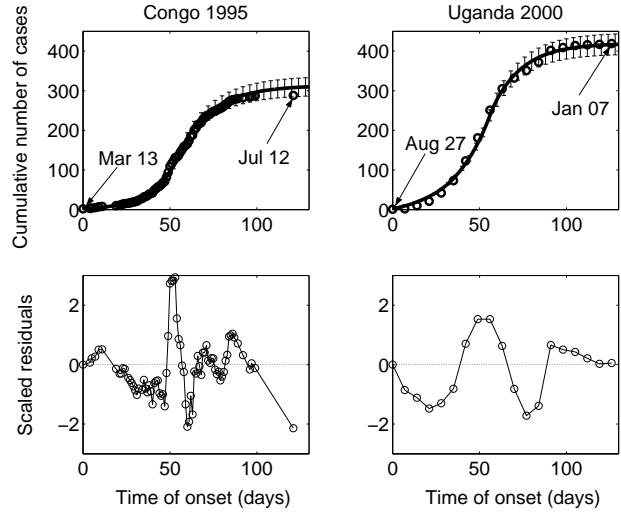 Congo 1995
Uganda 2000
Cumulative number of cases
400
300
200
100
0
0 50 100
Mar 13
Jul 12
400
300
200
100
0
0 50 100
Aug 27
Jan 07
Scaled residuals
2
0
−2
0 50 100
Time of onset (days)
2
0
−2
0 50 100
Time of onset (days)